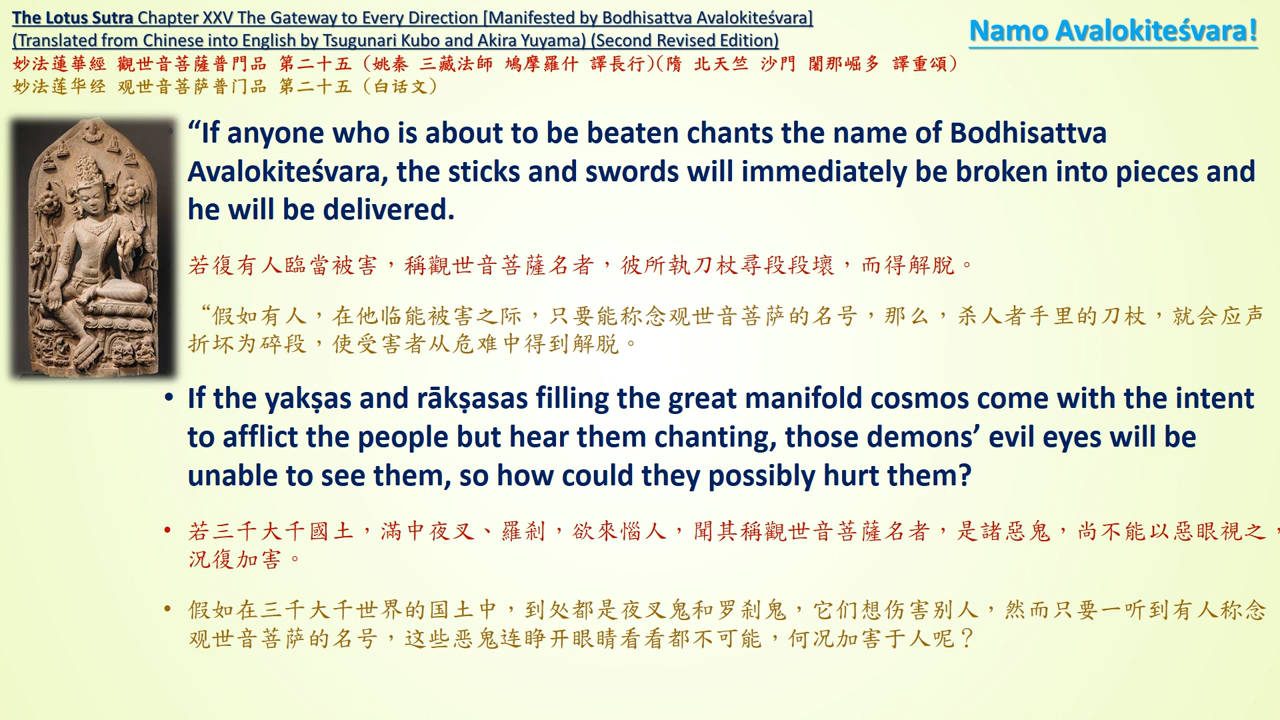 The Lotus Sutra Chapter XXV The Gateway to Every Direction [Manifested by Bodhisattva Avalokiteśvara]
(Translated from Chinese into English by Tsugunari Kubo and Akira Yuyama) (Second Revised Edition)
Namo Avalokiteśvara!
妙法蓮華經 觀世音菩薩普門品 第二十五 (姚秦 三藏法師 鳩摩羅什 譯長行)(隋 北天竺 沙門 闍那崛多 譯重頌)
妙法莲华经 观世音菩萨普门品 第二十五 (白话文)
“If anyone who is about to be beaten chants the name of Bodhisattva
Avalokiteśvara, the sticks and swords will immediately be broken into pieces and
he will be delivered.
若復有人臨當被害，稱觀世音菩薩名者，彼所執刀杖尋段段壞，而得解脫。
“假如有人，在他临能被害之际，只要能称念观世音菩萨的名号，那么，杀人者手里的刀杖，就会应声
折坏为碎段，使受害者从危难中得到解脱。
• If the yakṣas and rākṣasas filling the great manifold cosmos come with the intent
to afflict the people but hear them chanting, those demons’ evil eyes will be
unable to see them, so how could they possibly hurt them?
• 若三千大千國土，滿中夜叉、羅剎，欲來惱人，聞其稱觀世音菩薩名者，是諸惡鬼，尚不能以惡眼視之，
況復加害。
• 假如在三千大千世界的国土中，到处都是夜叉鬼和罗刹鬼，它们想伤害别人，然而只要一听到有人称念
观世音菩萨的名号，这些恶鬼连睁开眼睛看看都不可能，何况加害于人呢？